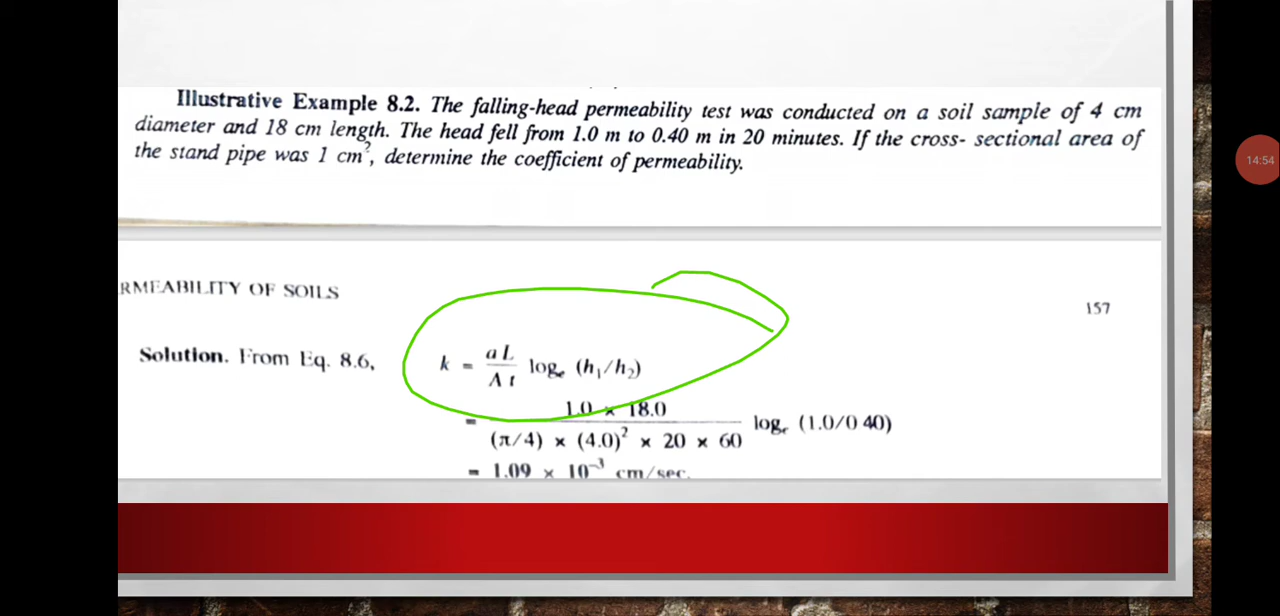 Illustrative Example 8.2. The falling-head permeability test was conducted on a soil sample of 4 cm
diameter and 18 cm length. The head fell from 1.0 m to 0.40 m in 20 minutes. If the cross- sectional area of
the stand pipe was 1 cm², determine the coefficient of permeability.
14:54
RMEABILITY OF SOILS
157
Solution. From Eq. 8.6, k = aL / A t logₑ (h₁/h₂)
= 1.0 × 18.0 / (π/4) × (4.0)² × 20 × 60 logₑ (1.0/0 40)
= 1.09 × 10⁻³ cm/sec.